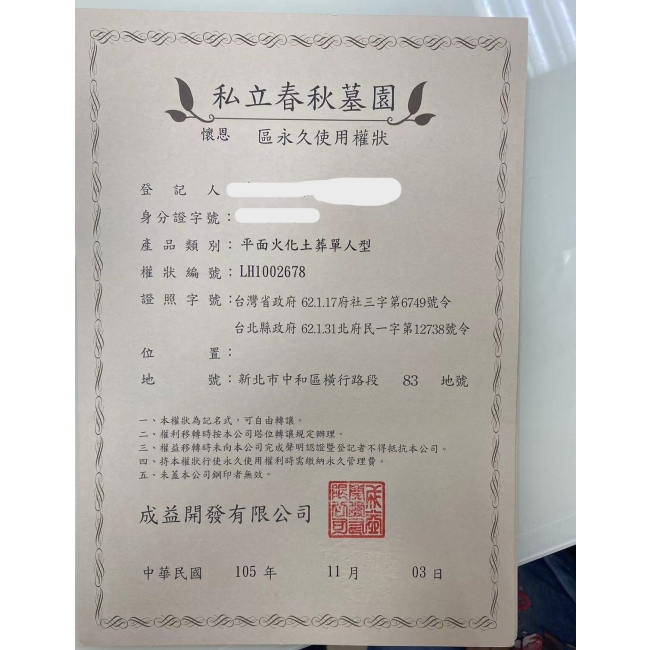 私立春秋墓園
懷恩 區永久使用權狀
登記人
身分證字號:
產品類別: 平面火化土葬單人型
權狀編號: LH1002678
證照字號:台灣省政府 62.1.17府社三字第6749號令
台北縣政府 62.1.31北府民一字第12738號令
位置:
地號: 新北市中和區橫行路段 83 地號
一、本權狀為記名式,可自由轉讓。
二、權利移轉時按本公司塔位轉讓規定辦理。
三、權益移轉時未向本公司完成聲明認證暨登記者不得抵抗本公司。
四、持本權狀行使永久使用權利時需繳納永久管理費。
五、未蓋本公司鋼印者無效。
成益開發有限公司
中華民國 105 年 11 月 03 日